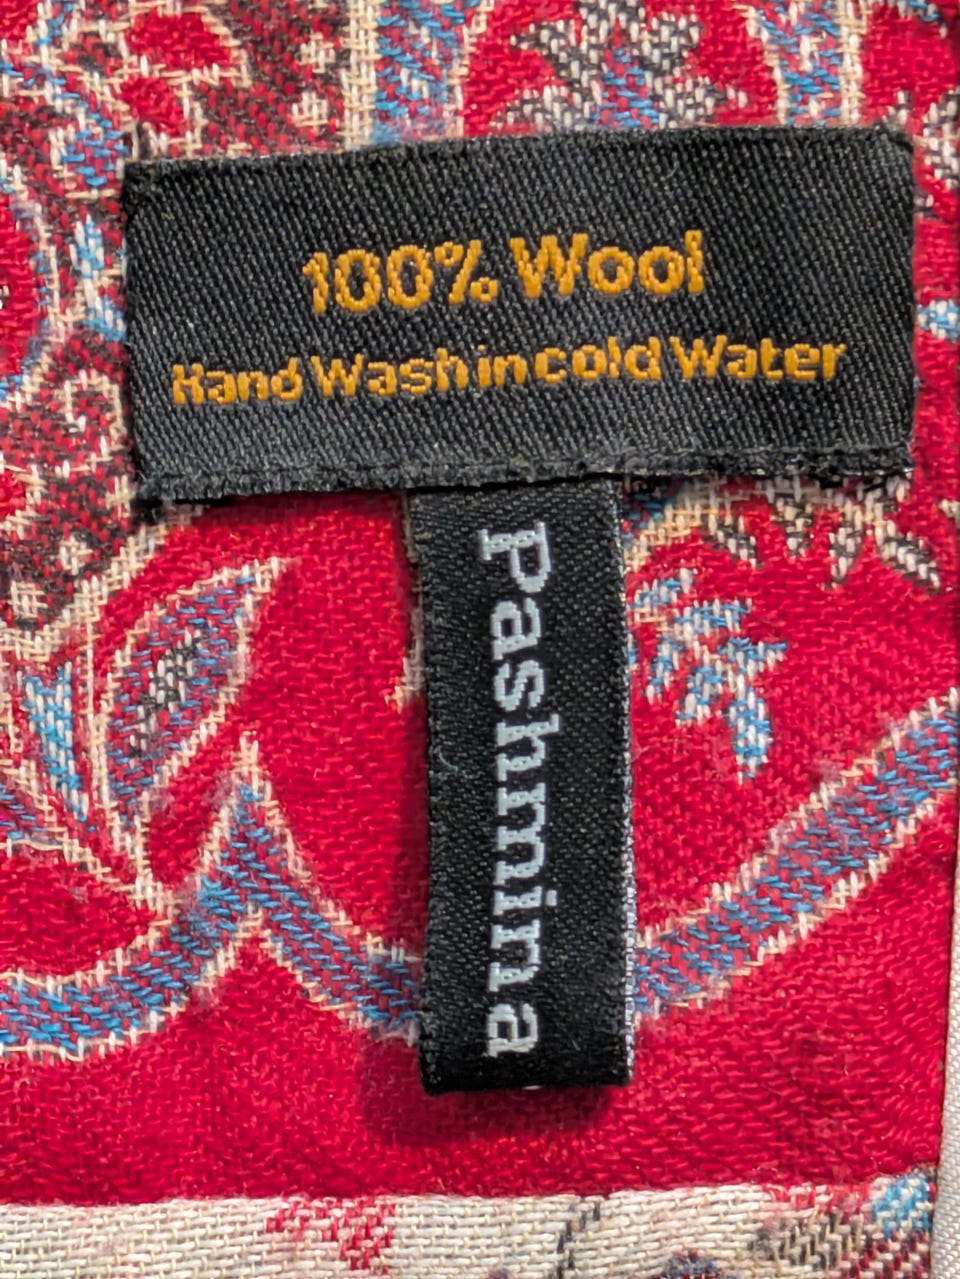 100% Wool
Hand Wash in cold Water
Pashmina